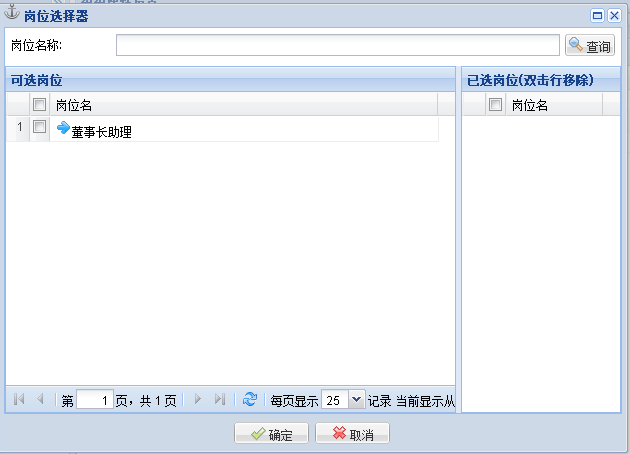 岗位选择器
岗位名称:
查询
可选岗位
已选岗位(双击行移除)
岗位名
岗位名
1
董事长助理
第 1 页，共 1 页
每页显示 25 记录 当前显示从
确定
取消